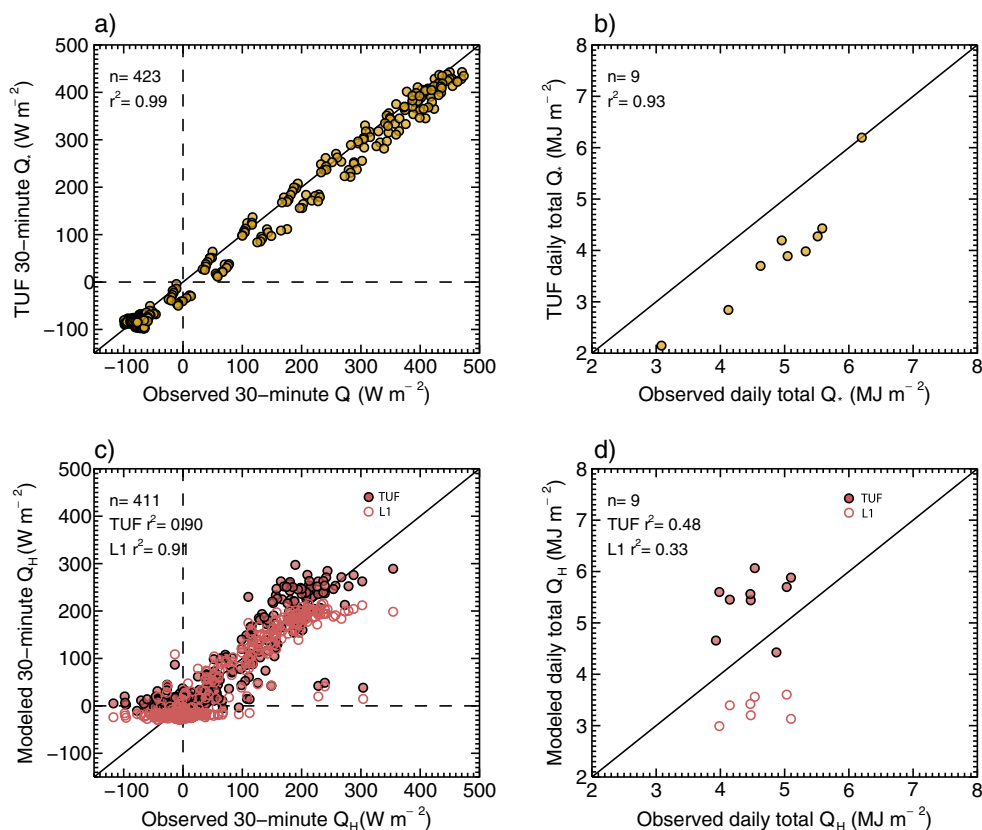 a)
500
400
300
200
100
0
−100
TUF 30−minute Q* (W m−2)
n= 423
r2= 0.99
−100 0 100 200 300 400 500
Observed 30−minute Q (W m−2)
b)
8
7
6
5
4
3
2
TUF daily total Q* (MJ m−2)
n= 9
r2= 0.93
2 3 4 5 6 7 8
Observed daily total Q* (MJ m−2)
c)
500
400
300
200
100
0
−100
Modeled 30−minute QH (W m−2)
n= 411
TUF r2= 0.90
L1 r2= 0.91
TUF
L1
−100 0 100 200 300 400 500
Observed 30−minute QH(W m−2)
d)
8
7
6
5
4
3
2
Modeled daily total QH (MJ m−2)
n= 9
TUF r2= 0.48
L1 r2= 0.33
TUF
L1
2 3 4 5 6 7 8
Observed daily total QH (MJ m−2)